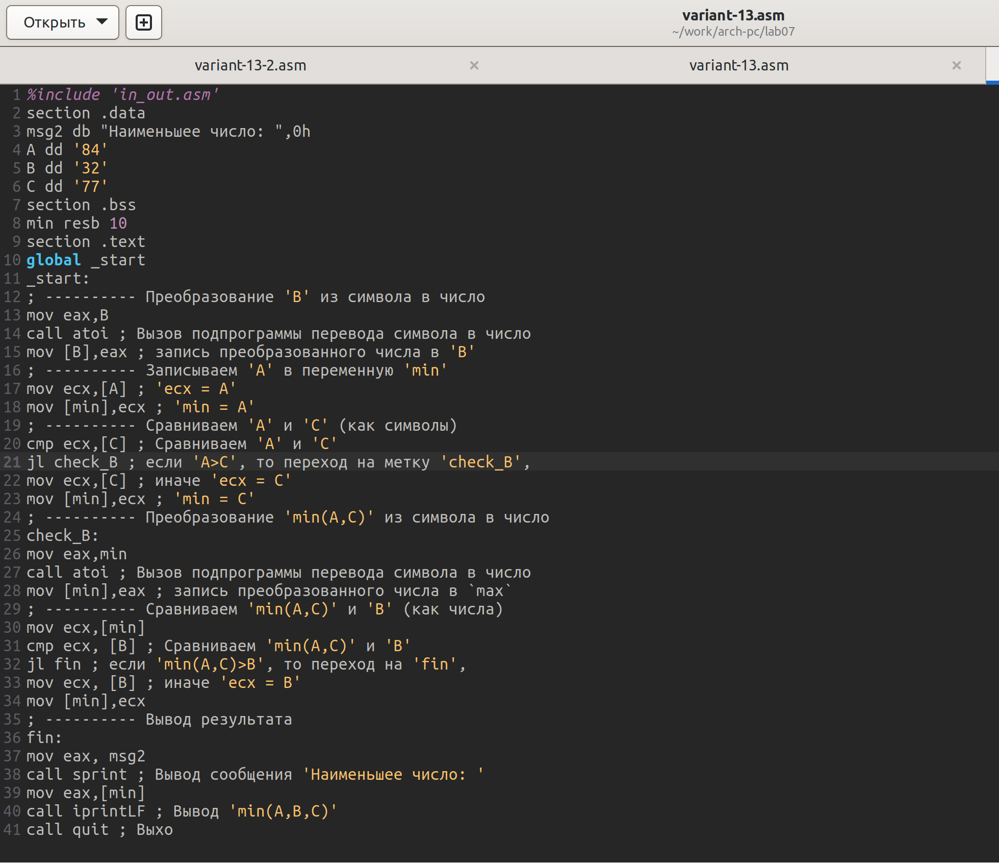 Открыть
variant-13.asm
~/work/arch-pc/lab07
variant-13-2.asm ×
variant-13.asm ×
1 %include 'in_out.asm'
2 section .data
3 msg2 db "Наименьшее число: ",0h
4 A dd '84'
5 B dd '32'
6 C dd '77'
7 section .bss
8 min resb 10
9 section .text
10 global _start
11 _start:
12 ; ---------- Преобразование 'B' из символа в число
13 mov eax,B
14 call atoi ; Вызов подпрограммы перевода символа в число
15 mov [B],eax ; запись преобразованного числа в 'B'
16 ; ---------- Записываем 'A' в переменную 'min'
17 mov ecx,[A] ; 'ecx = A'
18 mov [min],ecx ; 'min = A'
19 ; ---------- Сравниваем 'A' и 'C' (как символы)
20 cmp ecx,[C] ; Сравниваем 'A' и 'C'
21 jl check_B ; если 'A>C', то переход на метку 'check_B',
22 mov ecx,[C] ; иначе 'ecx = C'
23 mov [min],ecx ; 'min = C'
24 ; ---------- Преобразование 'min(A,C)' из символа в число
25 check_B:
26 mov eax,min
27 call atoi ; Вызов подпрограммы перевода символа в число
28 mov [min],eax ; запись преобразованного числа в `max`
29 ; ---------- Сравниваем 'min(A,C)' и 'B' (как числа)
30 mov ecx,[min]
31 cmp ecx, [B] ; Сравниваем 'min(A,C)' и 'B'
32 jl fin ; если 'min(A,C)>B', то переход на 'fin',
33 mov ecx, [B] ; иначе 'ecx = B'
34 mov [min],ecx
35 ; ---------- Вывод результата
36 fin:
37 mov eax, msg2
38 call sprint ; Вывод сообщения 'Наименьшее число: '
39 mov eax,[min]
40 call iprintLF ; Вывод 'min(A,B,C)'
41 call quit ; Выхо